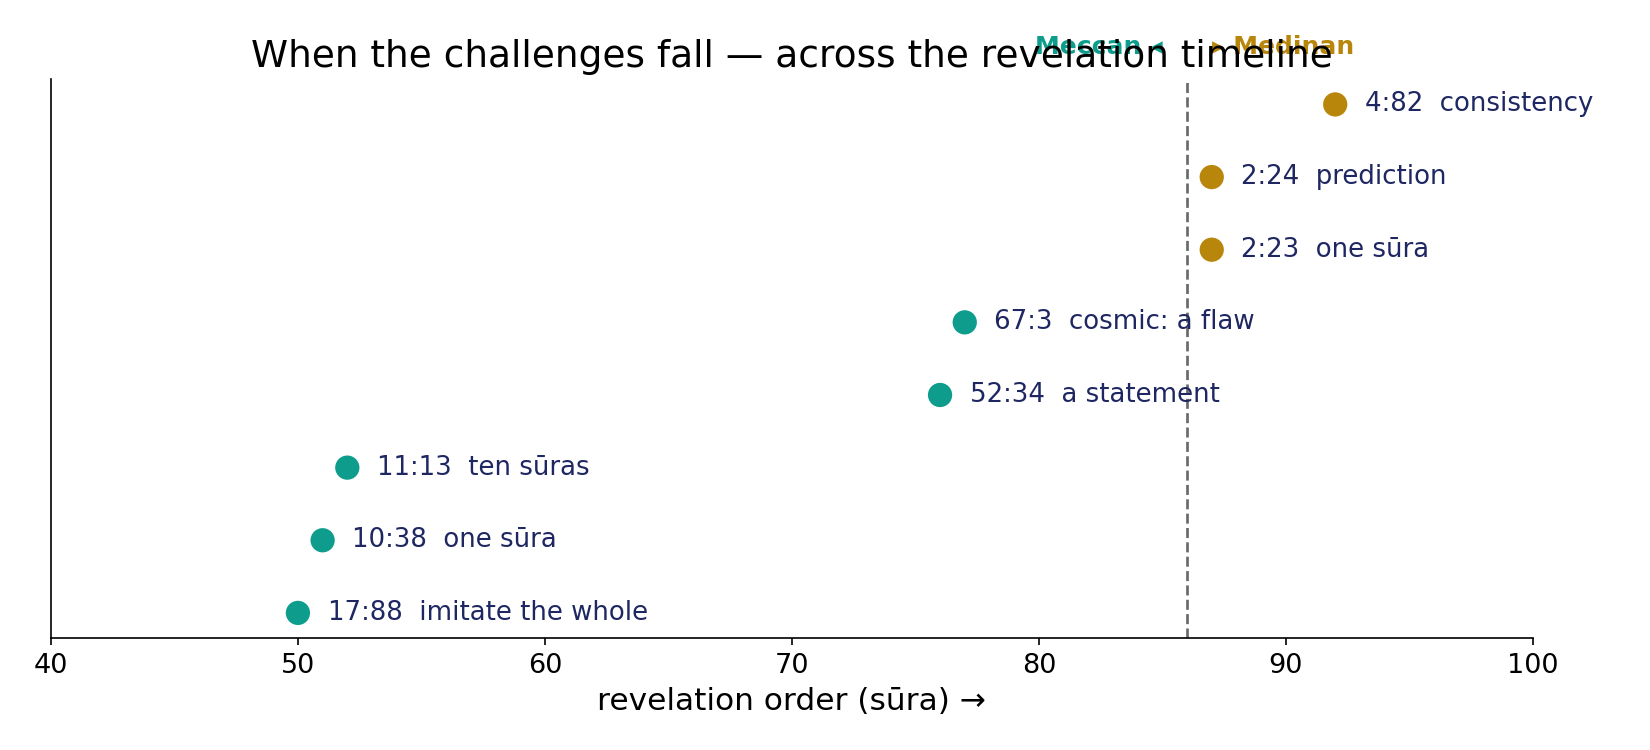 When the challenges fall — across the revelation timeline
Meccan ◂
▸ Medinan
4:82 consistency
2:24 prediction
2:23 one sūra
67:3 cosmic: a flaw
52:34 a statement
11:13 ten sūras
10:38 one sūra
17:88 imitate the whole
40 50 60 70 80 90 100
revelation order (sūra) →